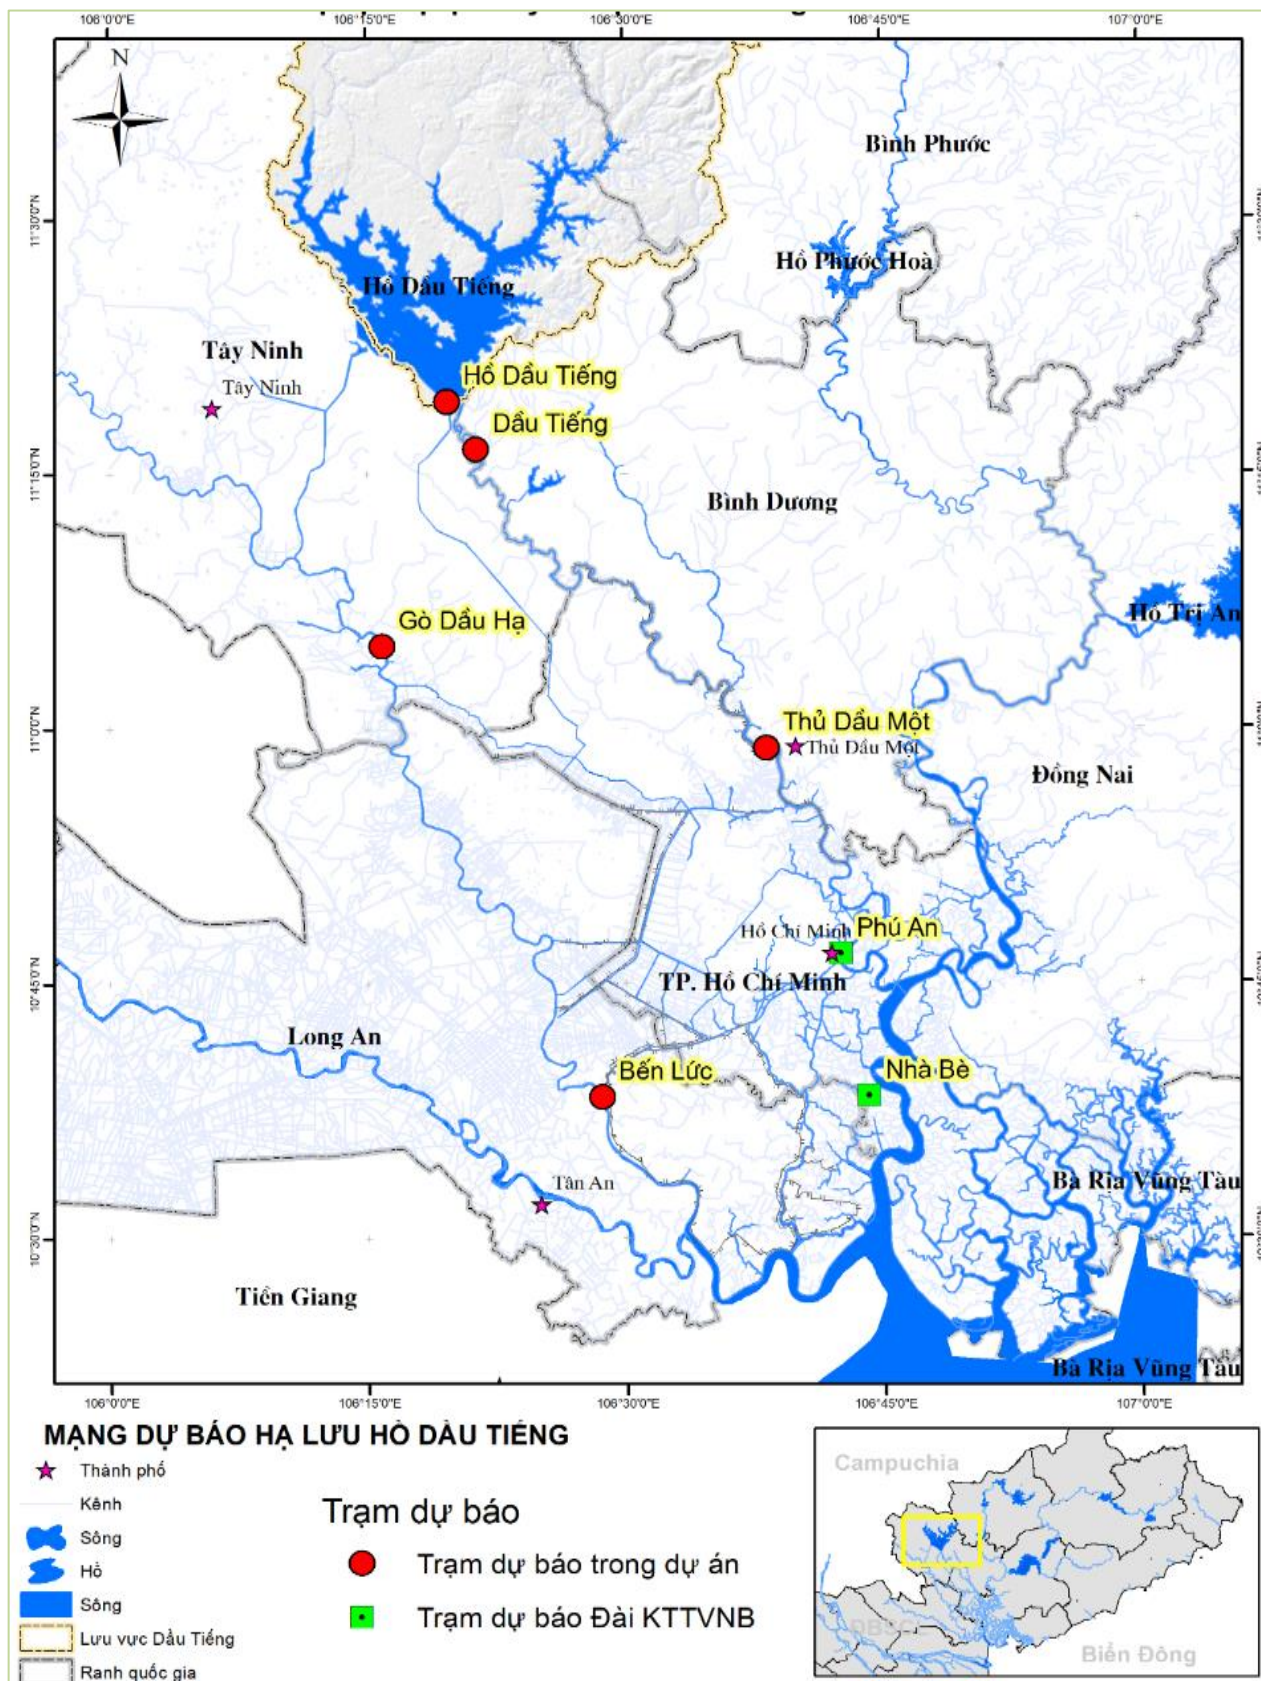 106°0'0"E 106°15'0"E 106°30'0"E 106°45'0"E 107°0'0"E
N
Bình Phước
11°30'0"N
Hồ Phước Hoà
Hồ Dầu Tiếng
Tây Ninh
Hồ Dầu Tiếng
Tây Ninh
Dầu Tiếng
11°15'0"N
Bình Dương
Hồ Trị An
Gò Dầu Hạ
Thủ Dầu Một
11°0'0"N
Thủ Dầu Một
Đồng Nai
Phú An
Hồ Chí Minh
TP. Hồ Chí Minh
10°45'0"N
Long An
Bến Lức
Nhà Bè
Tân An
Bà Rịa Vũng Tàu
10°30'0"N
Tiền Giang
Bà Rịa Vũng Tàu
106°0'0"E 106°15'0"E 106°30'0"E 106°45'0"E 107°0'0"E
MẠNG DỰ BÁO HẠ LƯU HỒ DẦU TIẾNG
Thành phố
Kênh
Sông
Hồ
Sông
Lưu vực Dầu Tiếng
Ranh quốc gia
Trạm dự báo
Trạm dự báo trong dự án
Trạm dự báo Đài KTTVNB
Campuchia
Biển Đông